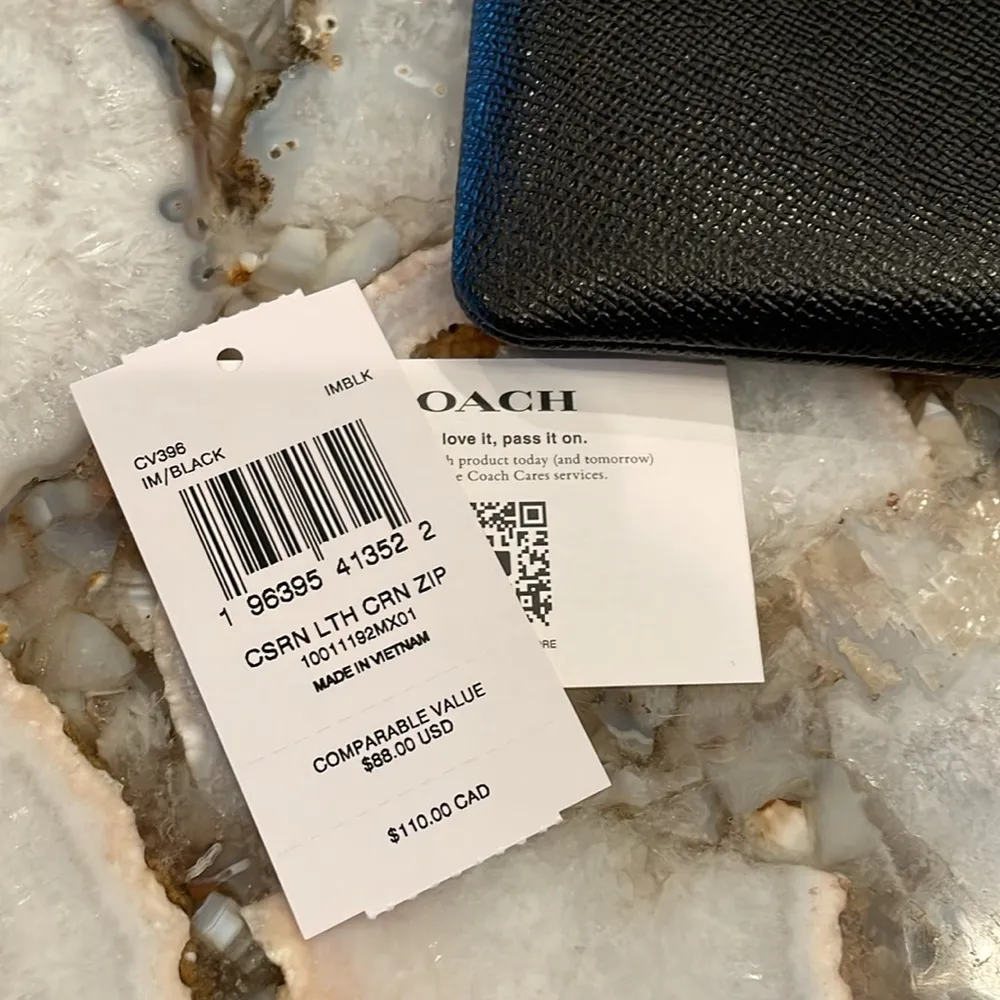 IMBLK
CV396
IM/BLACK
1 96395 41352 2
CSRN LTH CRN ZIP
10011192MX01
MADE IN VIETNAM
COMPARABLE VALUE
$88.00 USD
$110.00 CAD
OACH
love it, pass it on.
product today (and tomorrow)
e Coach Cares services.
RE